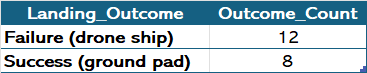 Landing_Outcome Outcome_Count
Failure (drone ship) 12
Success (ground pad) 8